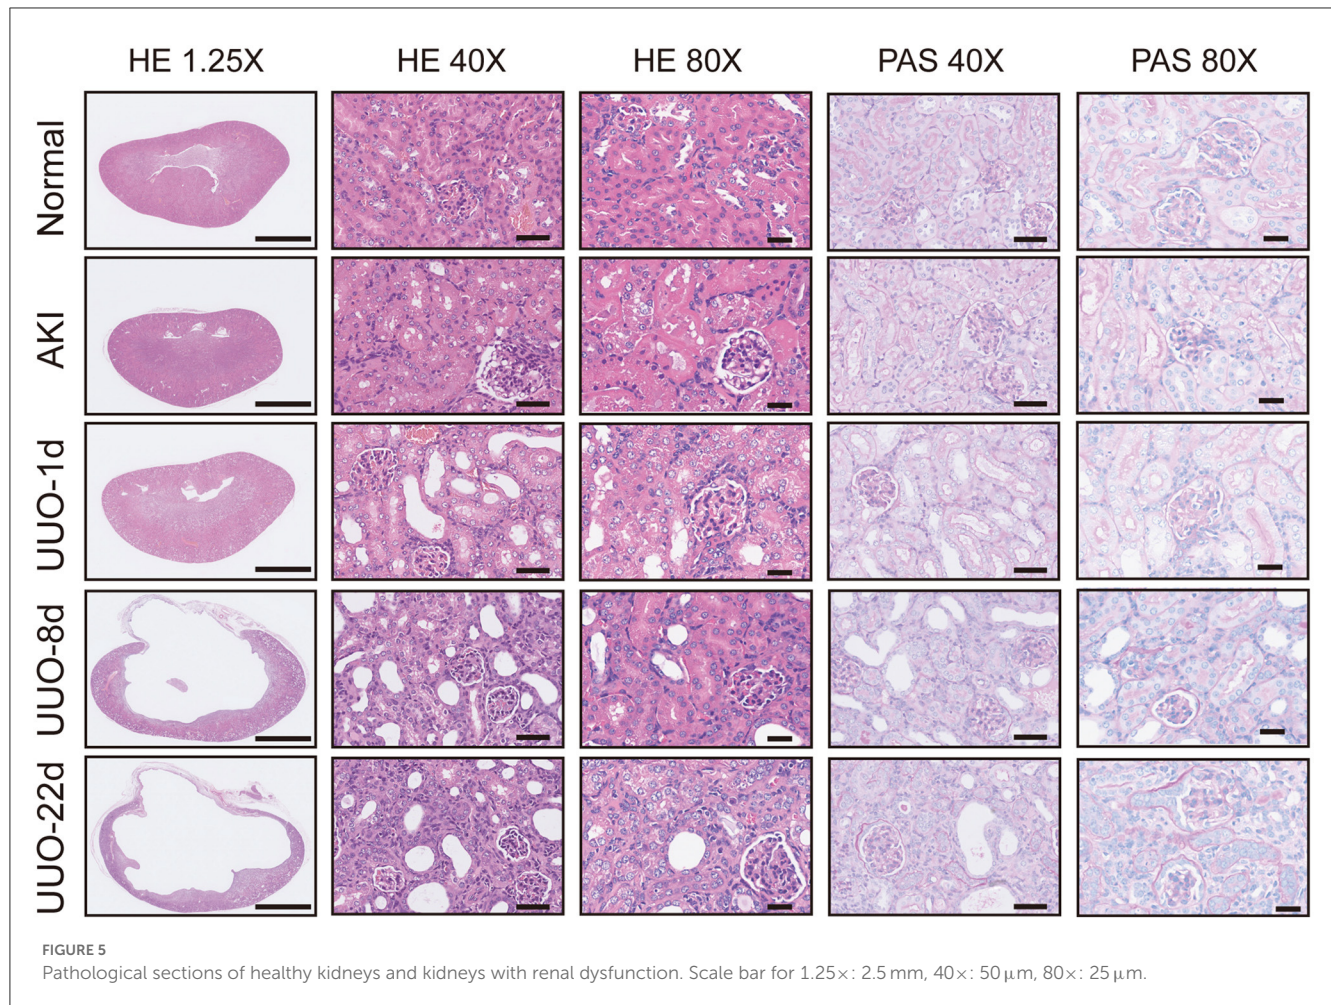 HE 1.25X HE 40X HE 80X PAS 40X PAS 80X
Normal
AKI
UUO-1d
UUO-8d
UUO-22d
FIGURE 5
Pathological sections of healthy kidneys and kidneys with renal dysfunction. Scale bar for 1.25×: 2.5 mm, 40×: 50 μm, 80×: 25 μm.